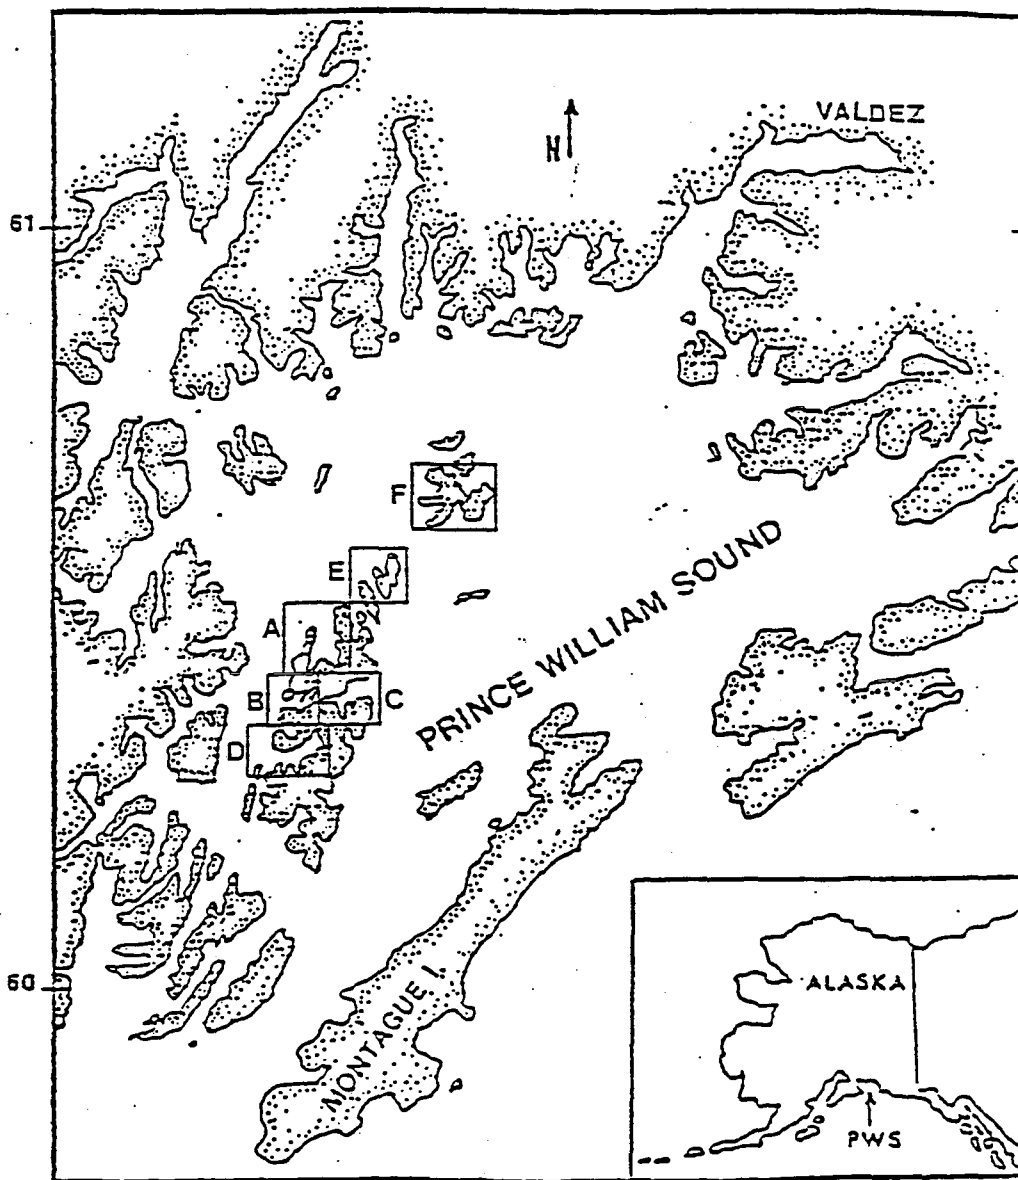 VALDEZ
N
61
F
E
A
B
C
D
PRINCE WILLIAM SOUND
60
MONTAGUE I.
ALASKA
PWS